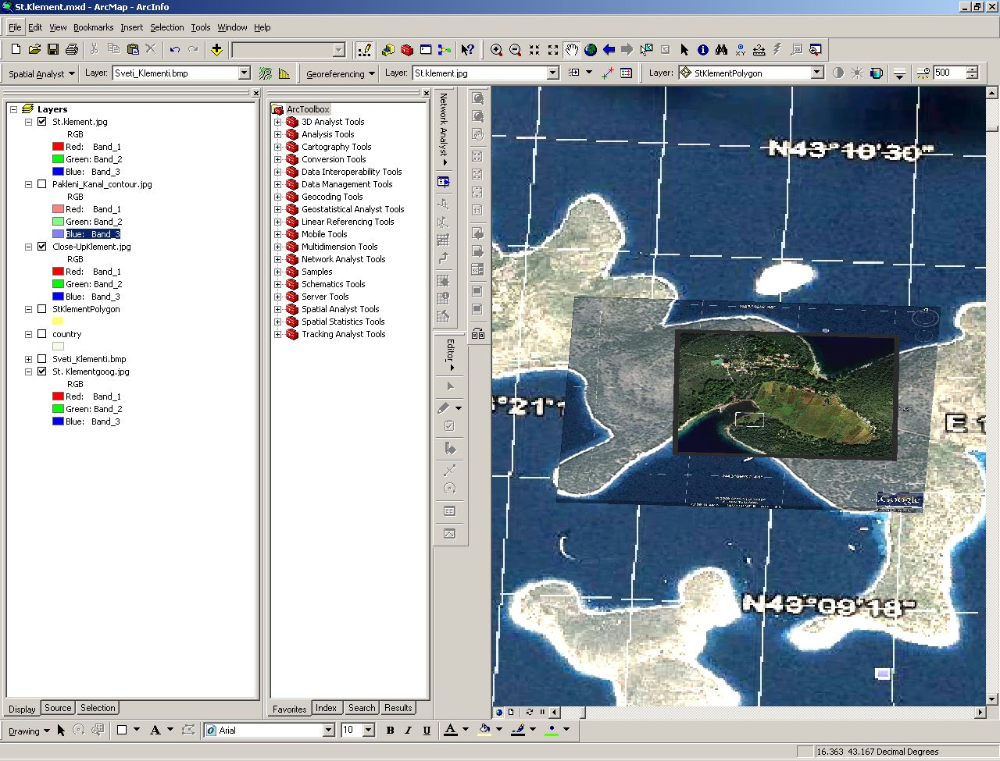 St.Klement.mxd - ArcMap - ArcInfo
File Edit View Bookmarks Insert Selection Tools Window Help
Spatial Analyst Layer: Sveti_Klementi.bmp Georeferencing Layer: St.klement.jpg Layer: StKlementPolygon 500
Layers
St.klement.jpg
RGB
Red: Band_1
Green: Band_2
Blue: Band_3
Pakleni_Kanal_contour.jpg
RGB
Red: Band_1
Green: Band_2
Blue: Band_3
Close-UpKlement.jpg
RGB
Red: Band_1
Green: Band_2
Blue: Band_3
StKlementPolygon
country
Sveti_Klementi.bmp
St. Klementgoog.jpg
RGB
Red: Band_1
Green: Band_2
Blue: Band_3
Display Source Selection
ArcToolbox
3D Analyst Tools
Analysis Tools
Cartography Tools
Conversion Tools
Data Interoperability Tools
Data Management Tools
Geocoding Tools
Geostatistical Analyst Tools
Linear Referencing Tools
Mobile Tools
Multidimension Tools
Network Analyst Tools
Samples
Schematics Tools
Server Tools
Spatial Analyst Tools
Spatial Statistics Tools
Tracking Analyst Tools
Favorites Index Search Results
Network Analyst
Editor
N43°10'30"
°21'1
E 1
Google
N43°09'18"
Drawing A Arial 10 B I U A
16.363 43.167 Decimal Degrees